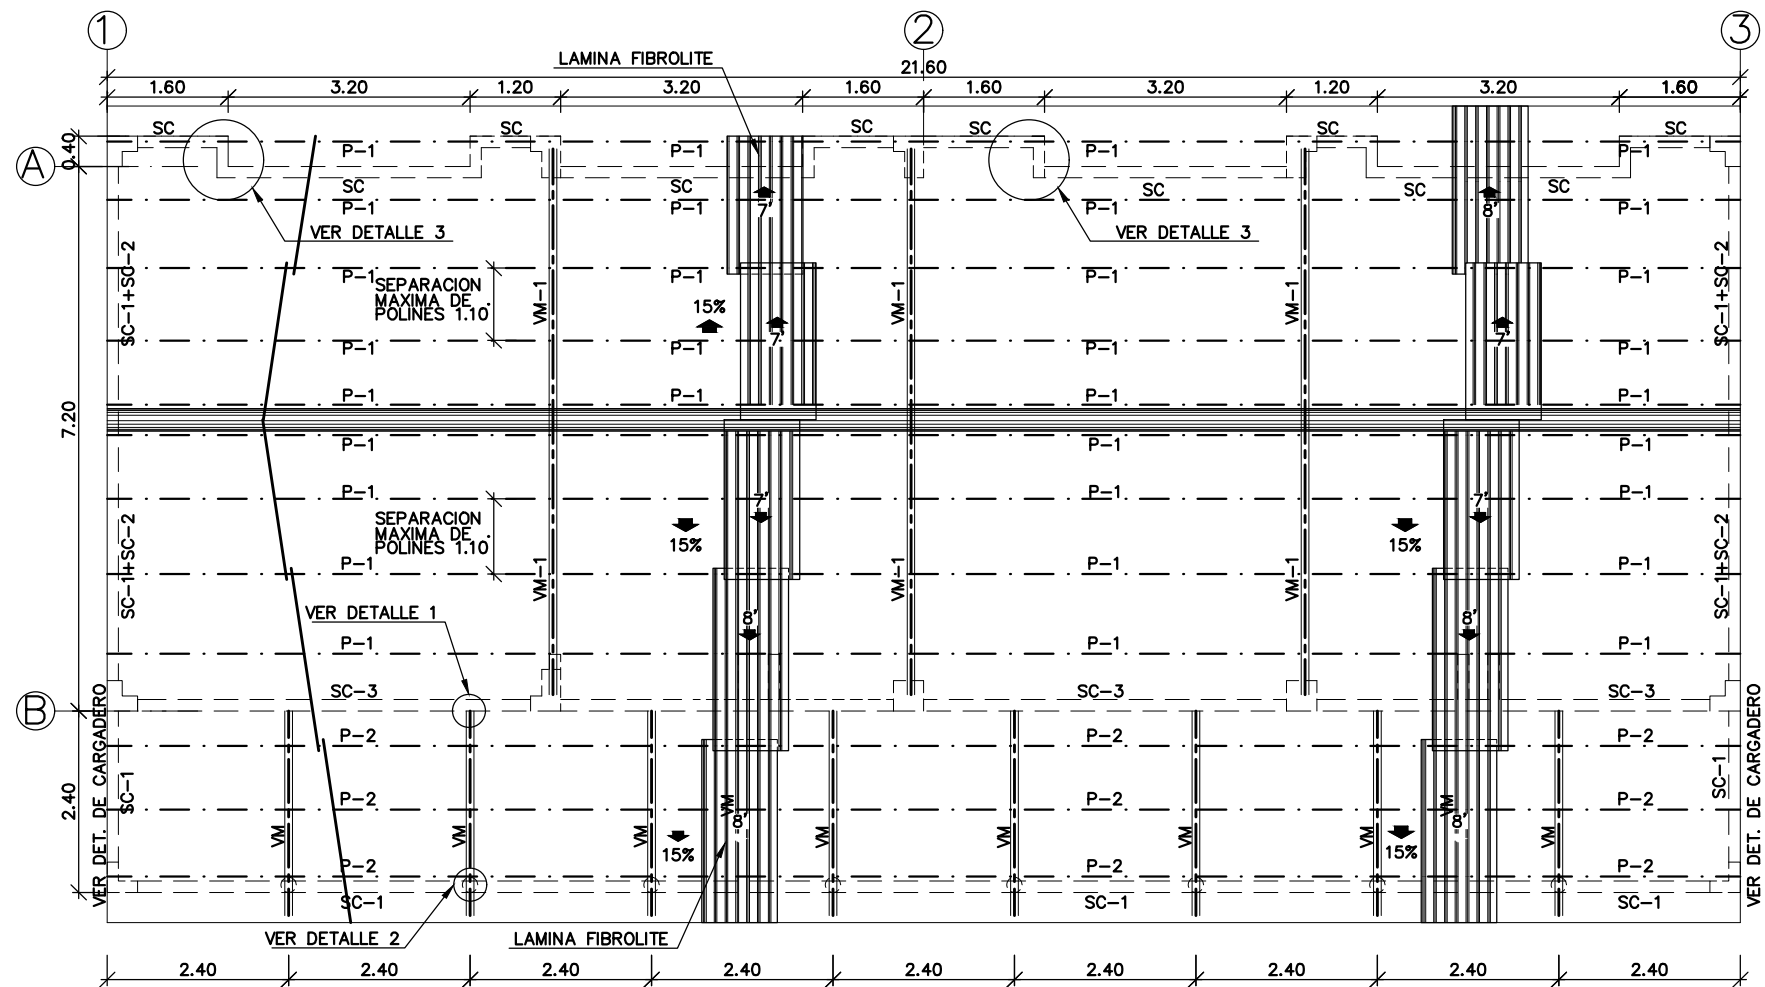 1 2 3
LAMINA FIBROLITE
21.60
1.60 3.20 1.20 3.20 1.60 1.60 3.20 1.20 3.20 1.60
SC SC SC SC SC SC
0.40
A
P-1 P-1 P-1 P-1
SC SC SC SC SC
7' 8'
P-1 P-1 P-1 P-1
VER DETALLE 3 VER DETALLE 3
P-1 P-1 P-1 P-1
SEPARACION
MAXIMA DE
POLINES 1.10
15%
SC-1+SC-2 VM-1 VM-1 VM-1 SC-1+SC-2
7' 7'
P-1 P-1 P-1 P-1
P-1 P-1 P-1 P-1
7.20
P-1 P-1 P-1 P-1
P-1 P-1 P-1 P-1
7' 7'
SEPARACION
MAXIMA DE
POLINES 1.10
15% 15%
P-1 P-1 P-1 P-1
SC-1+SC-2 VM-1 VM-1 VM-1 SC-1+SC-2
VER DETALLE 1
8' 8'
P-1 P-1 P-1 P-1
SC-3 SC-3 SC-3
B
P-2 P-2 P-2
VER DET. DE CARGADERO
SC-1 SC-1
VER DET. DE CARGADERO
2.40
P-2 P-2 P-2
VM VM
8' 8'
VM VM VM VM VM VM VM VM
15% 15%
P-2 P-2 P-2
SC-1 SC-1 SC-1
VER DETALLE 2
LAMINA FIBROLITE
2.40 2.40 2.40 2.40 2.40 2.40 2.40 2.40 2.40